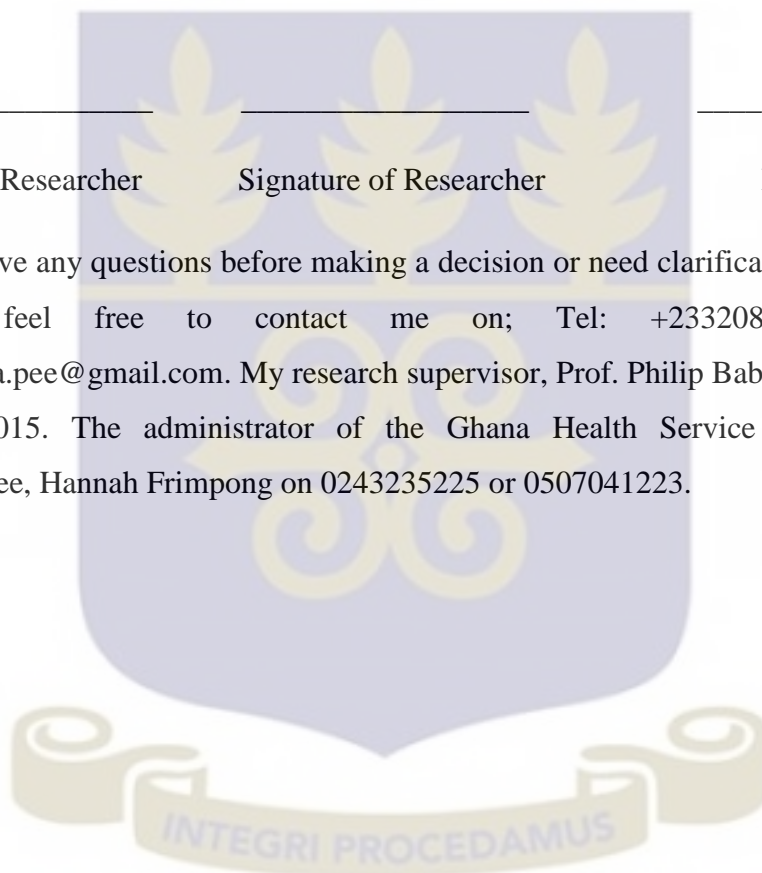 Researcher Signature of Researcher
ve any questions before making a decision or need clarifica
feel free to contact me on; Tel: +233208
a.pee@gmail.com. My research supervisor, Prof. Philip Bab
015. The administrator of the Ghana Health Service
ee, Hannah Frimpong on 0243235225 or 0507041223.
INTEGRI PROCEDAMUS